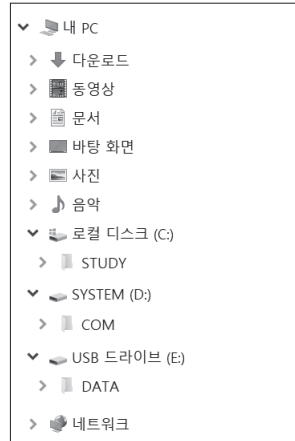 내 PC
다운로드
동영상
문서
바탕 화면
사진
음악
로컬 디스크 (C:)
STUDY
SYSTEM (D:)
COM
USB 드라이브 (E:)
DATA
네트워크